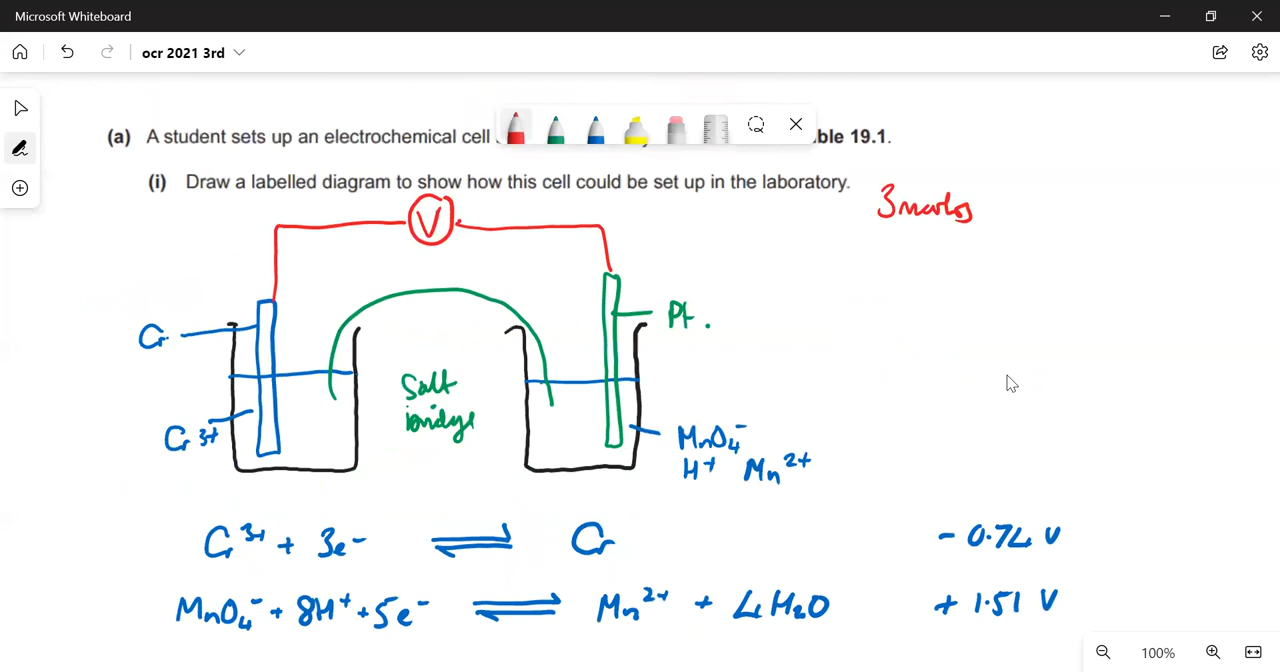 Microsoft Whiteboard
ocr 2021 3rd
(a) A student sets up an electrochemical cell ble 19.1.
(i) Draw a labelled diagram to show how this cell could be set up in the laboratory.
3 marks
V
Cr
Pt.
Salt
bridge
Cr 3+
MnO4-
H+ Mn2+
Cr3+ + 3e- ⇌ Cr - 0.74 V
MnO4- + 8H+ + 5e- ⇌ Mn2+ + 4H2O + 1.51 V
100%